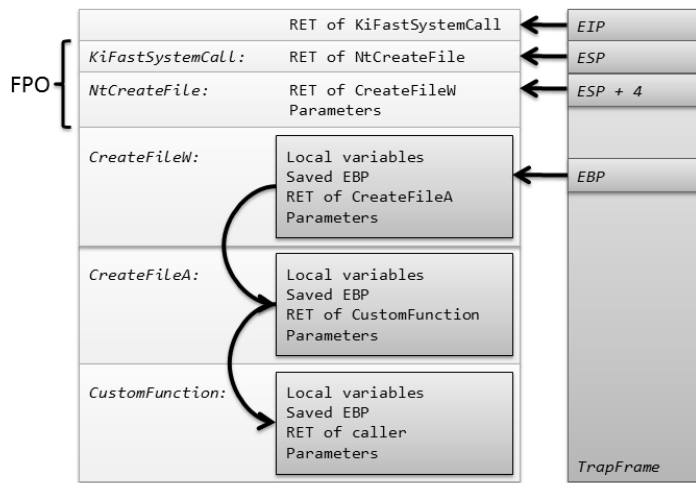 RET of KiFastSystemCall
EIP
FPO
KiFastSystemCall:
RET of NtCreateFile
ESP
NtCreateFile:
RET of CreateFileW
Parameters
ESP + 4
CreateFileW:
Local variables
Saved EBP
RET of CreateFileA
Parameters
EBP
CreateFileA:
Local variables
Saved EBP
RET of CustomFunction
Parameters
CustomFunction:
Local variables
Saved EBP
RET of caller
Parameters
TrapFrame